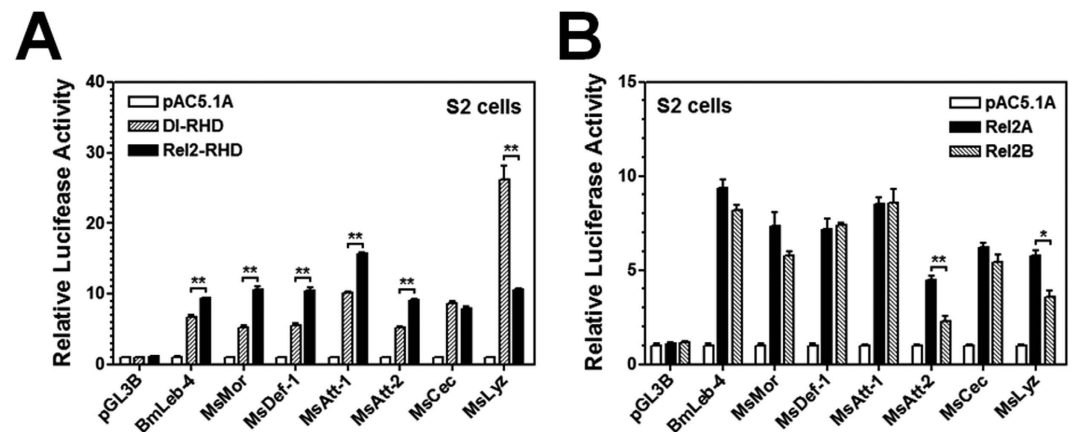 A
Relative Lucifease Activity
40
30
20
10
0
pAC5.1A
Dl-RHD
Rel2-RHD
S2 cells
**
**
**
**
**
**
pGL3B
BmLeb-4
MsMor
MsDef-1
MsAtt-1
MsAtt-2
MsCec
MsLyz
B
Relative Luciferase Activity
15
10
5
0
S2 cells
pAC5.1A
Rel2A
Rel2B
**
*
pGL3B
BmLeb-4
MsMor
MsDef-1
MsAtt-1
MsAtt-2
MsCec
MsLyz